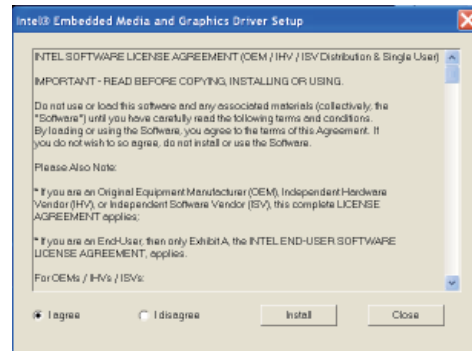 Intel® Embedded Media and Graphics Driver Setup
INTEL SOFTWARE LICENSE AGREEMENT (OEM / IHV / ISV Distribution & Single User)
IMPORTANT - READ BEFORE COPYING, INSTALLING OR USING.
Do not use or load this software and any associated materials (collectively, the
"Software") until you have carefully read the following terms and conditions.
By loading or using the Software, you agree to the terms of this Agreement. If
you do not wish to so agree, do not install or use the Software.
Please Also Note:
* If you are an Original Equipment Manufacturer (OEM), Independent Hardware
Vendor (IHV), or Independent Software Vendor (ISV), this complete LICENSE
AGREEMENT applies;
* If you are an End-User, then only Exhibit A, the INTEL END-USER SOFTWARE
LICENSE AGREEMENT, applies.
For OEMs / IHVs / ISVs:
I agree
I disagree
Install
Close